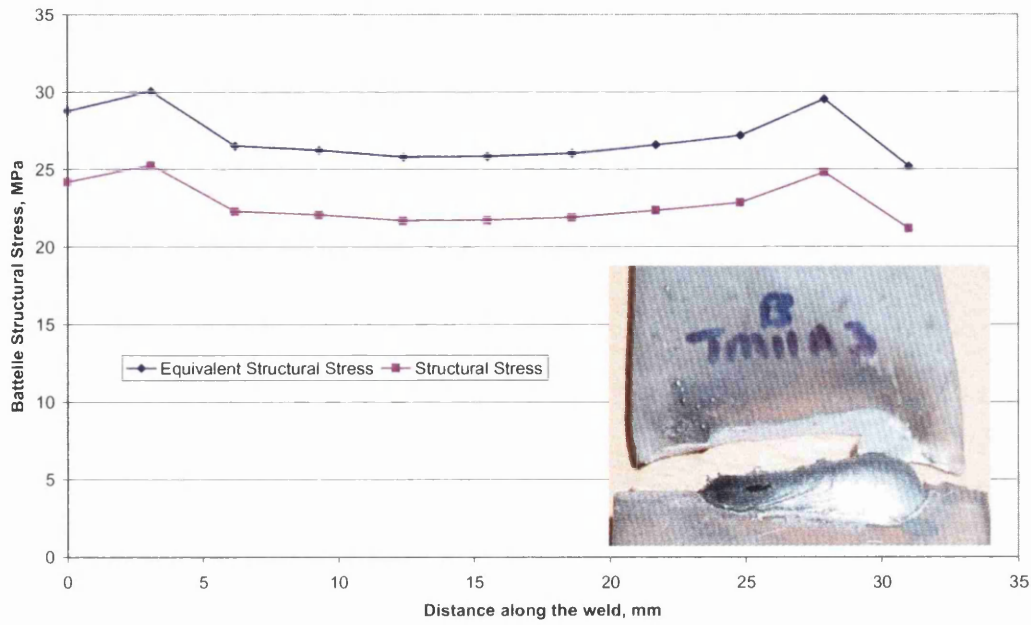 35
30
25
20
15
10
5
0
Battelle Structural Stress, MPa
Equivalent Structural Stress
Structural Stress
B
TM11A3
0 5 10 15 20 25 30 35
Distance along the weld, mm